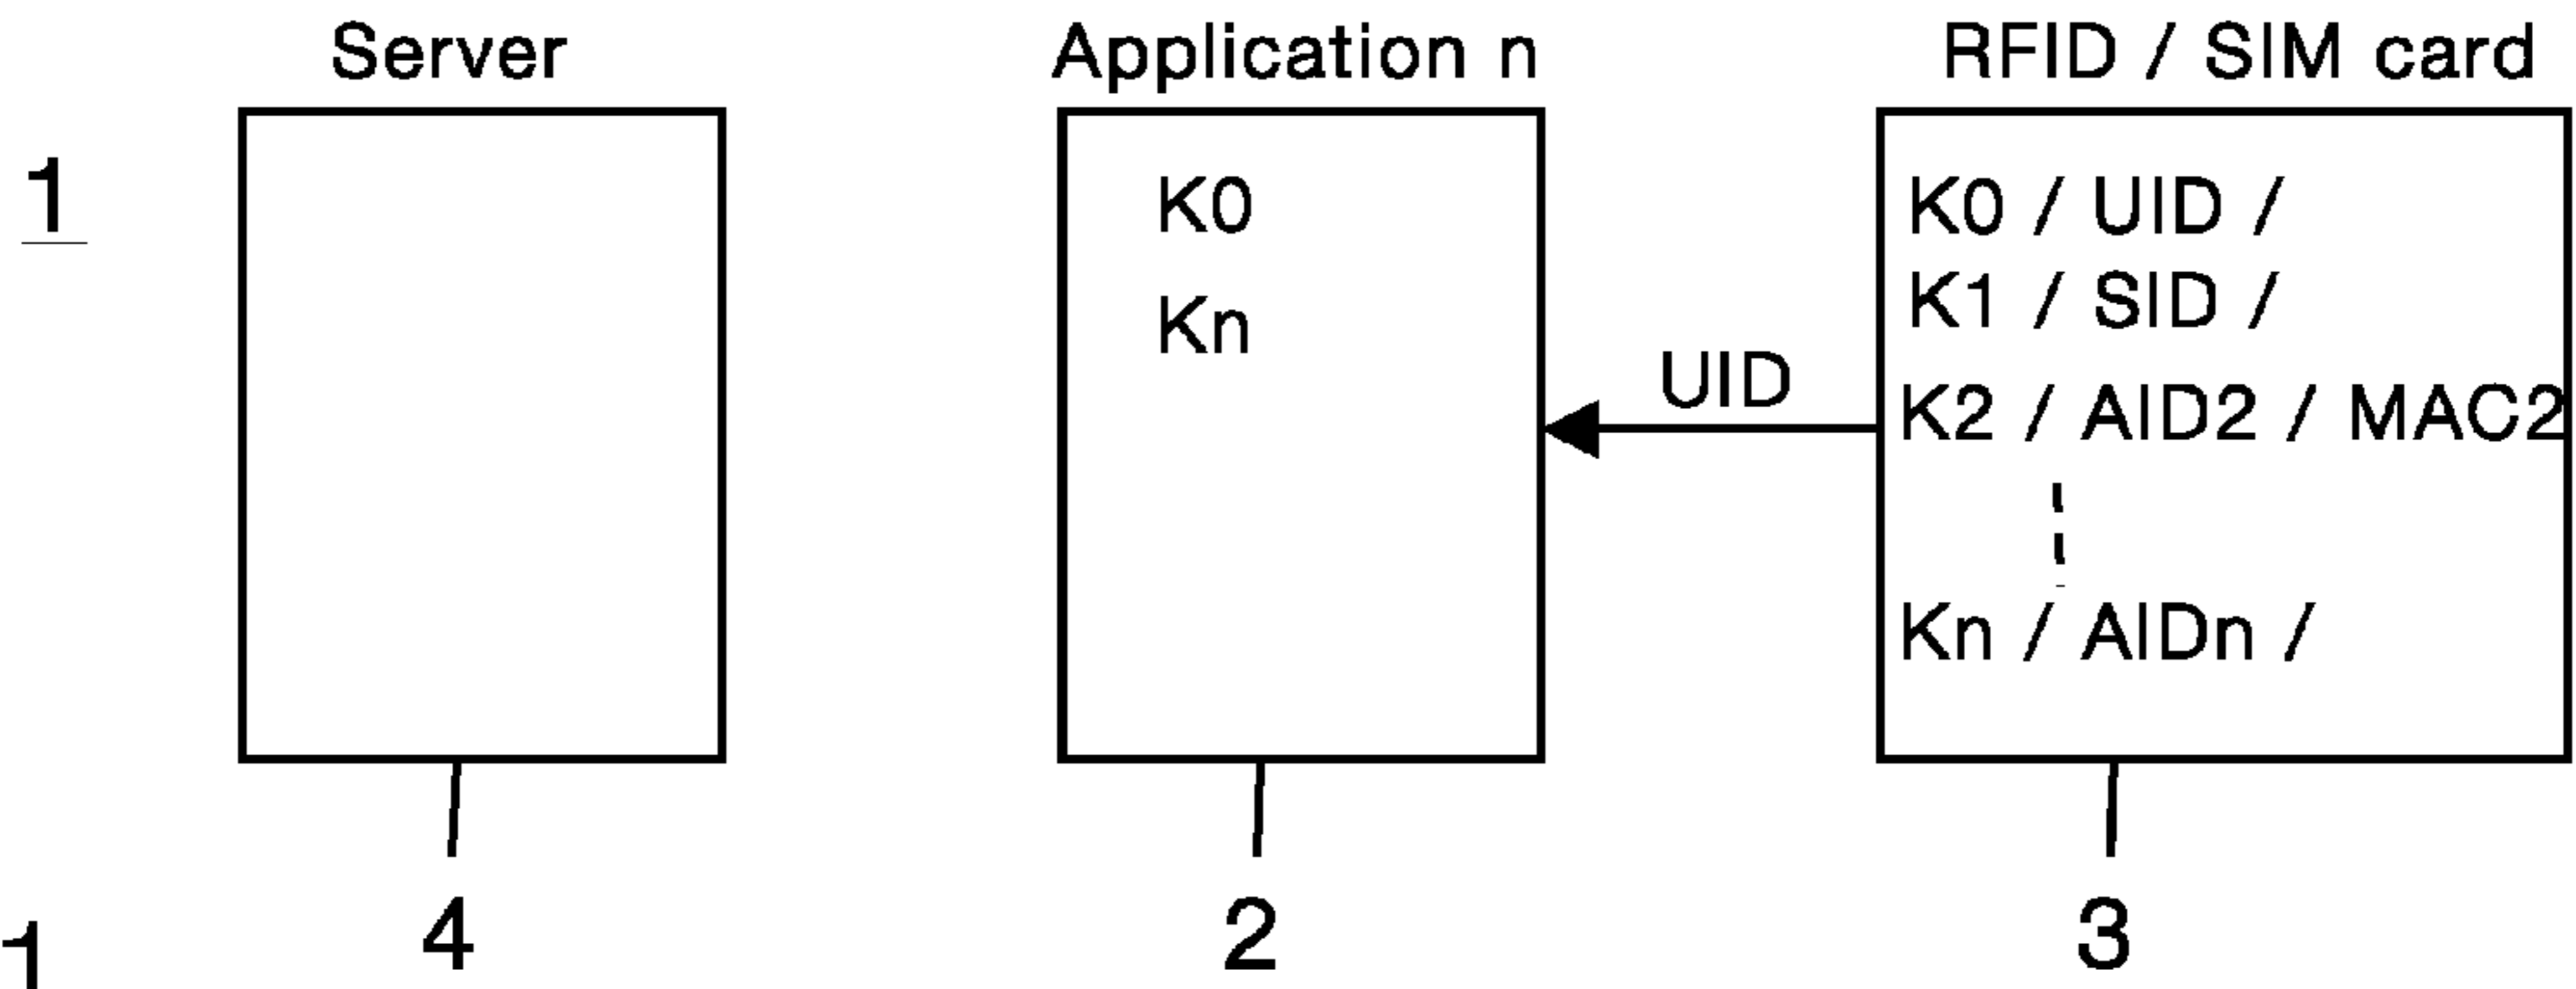 Server
Application n
RFID / SIM card
1
K0
Kn
UID
K0 / UID /
K1 / SID /
K2 / AID2 / MAC2
Kn / AIDn /
4
2
3
1